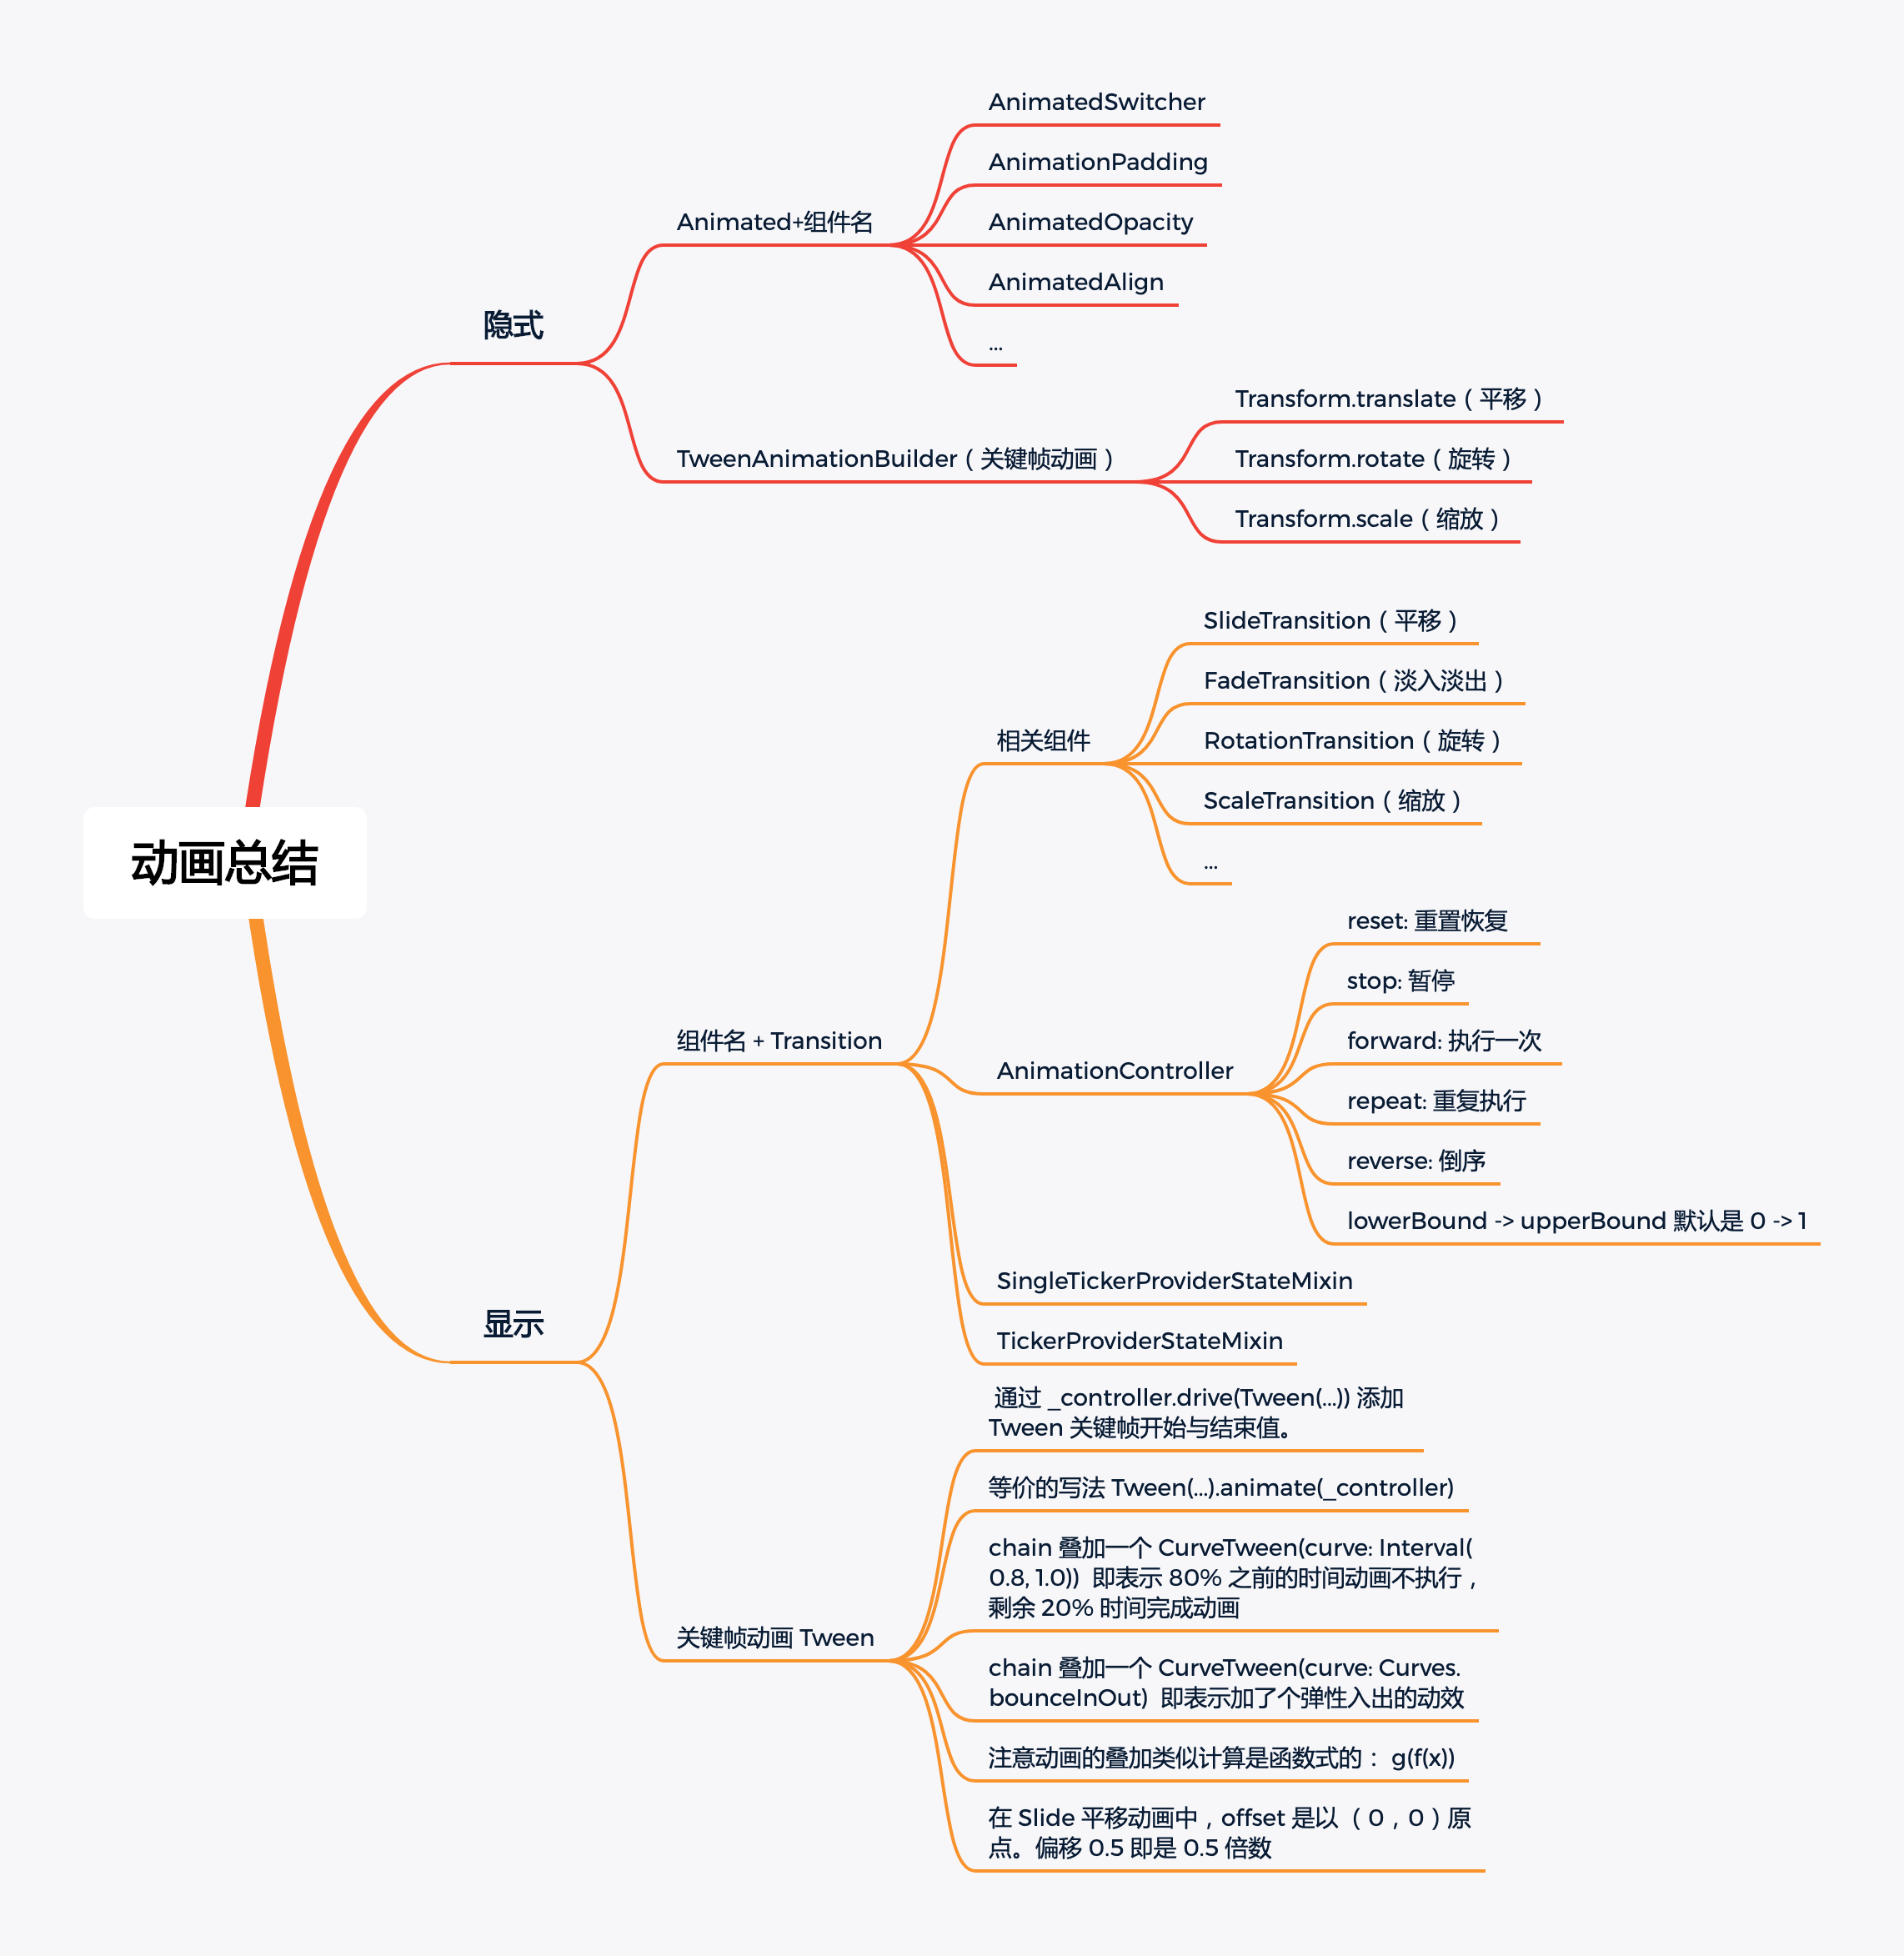 动画总结
隐式
Animated+组件名
AnimatedSwitcher
AnimationPadding
AnimatedOpacity
AnimatedAlign
...
TweenAnimationBuilder（关键帧动画）
Transform.translate（平移）
Transform.rotate（旋转）
Transform.scale（缩放）
显示
组件名 + Transition
相关组件
SlideTransition（平移）
FadeTransition（淡入淡出）
RotationTransition（旋转）
ScaleTransition（缩放）
...
AnimationController
reset: 重置恢复
stop: 暂停
forward: 执行一次
repeat: 重复执行
reverse: 倒序
lowerBound -> upperBound 默认是 0 -> 1
SingleTickerProviderStateMixin
TickerProviderStateMixin
关键帧动画 Tween
通过 _controller.drive(Tween(...)) 添加
Tween 关键帧开始与结束值。
等价的写法 Tween(...).animate(_controller)
chain 叠加一个 CurveTween(curve: Interval(
0.8, 1.0))  即表示 80% 之前的时间动画不执行，
剩余 20% 时间完成动画
chain 叠加一个 CurveTween(curve: Curves.
bounceInOut)  即表示加了个弹性入出的动效
注意动画的叠加类似计算是函数式的： g(f(x))
在 Slide 平移动画中，offset 是以 （0，0）原
点。偏移 0.5 即是 0.5 倍数